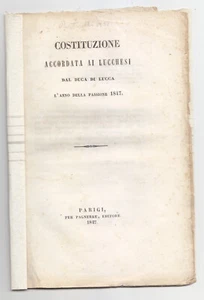 COSTITUZIONE
ACCORDATA AI LUCCHESI
DAL DUCA DI LUCCA
L'ANNO DELLA PASSIONE 1847.
PARIGI,
PER PAGNERRE, EDITORE
1847